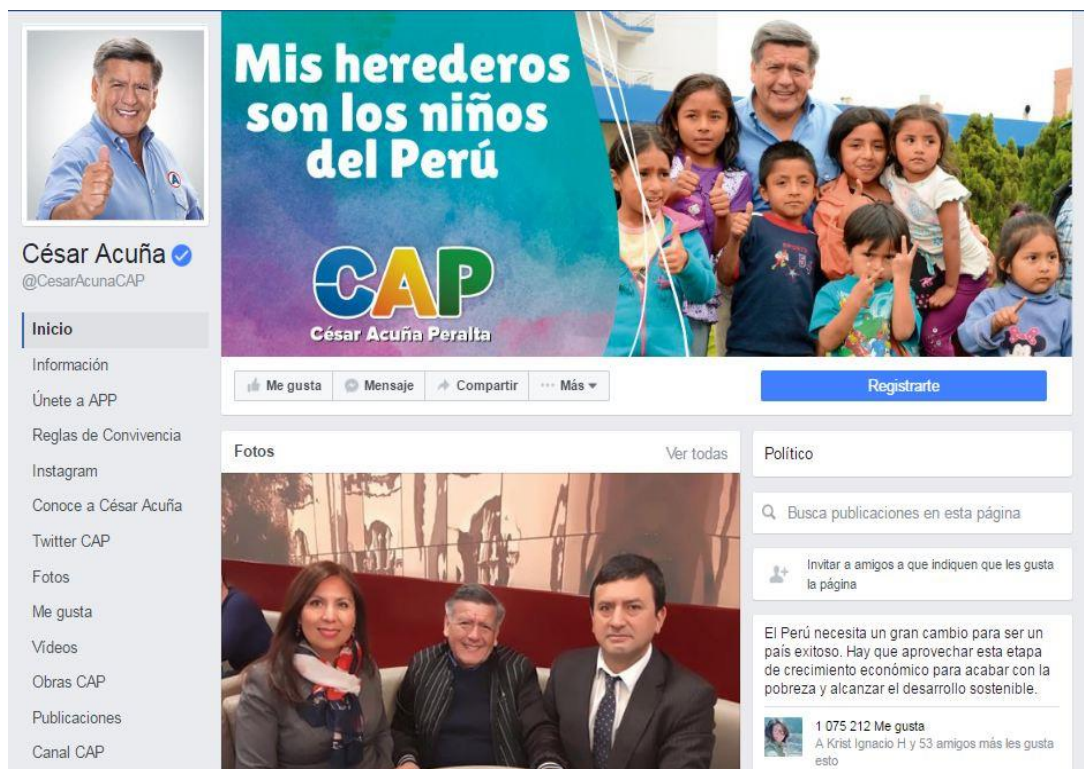 Mis herederos
son los niños
del Perú
CAP
César Acuña Peralta
César Acuña
@CesarAcunaCAP
Inicio
Información
Únete a APP
Reglas de Convivencia
Instagram
Conoce a César Acuña
Twitter CAP
Fotos
Me gusta
Vídeos
Obras CAP
Publicaciones
Canal CAP
Me gusta
Mensaje
Compartir
··· Más
Registrarte
Fotos
Ver todas
Político
Busca publicaciones en esta página
Invitar a amigos a que indiquen que les gusta
la página
El Perú necesita un gran cambio para ser un
país exitoso. Hay que aprovechar esta etapa
de crecimiento económico para acabar con la
pobreza y alcanzar el desarrollo sostenible.
1 075 212 Me gusta
A Krist Ignacio H y 53 amigos más les gusta
esto